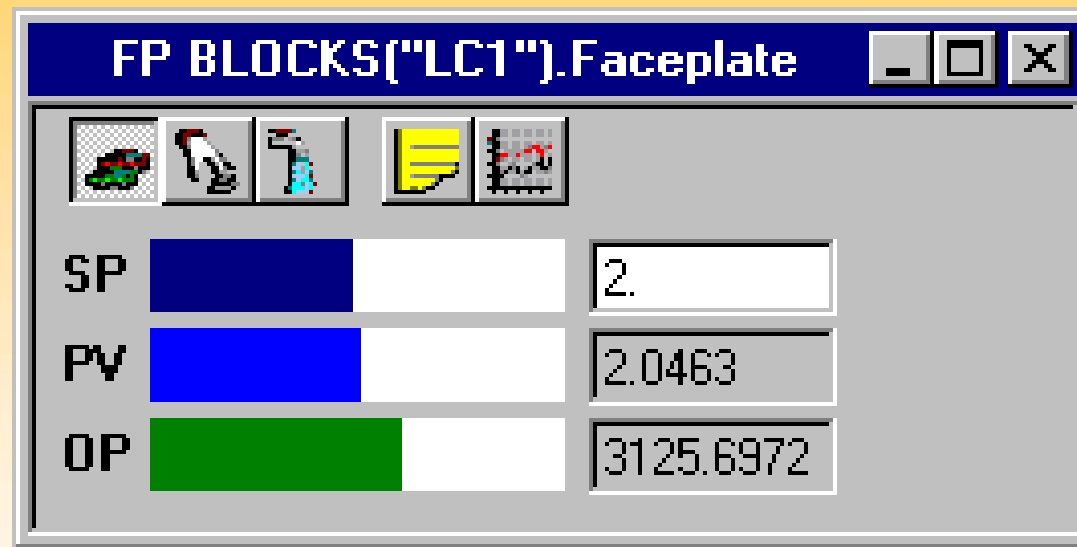 FP BLOCKS("LC1").Faceplate
SP 2.
PV 2.0463
OP 3125.6972